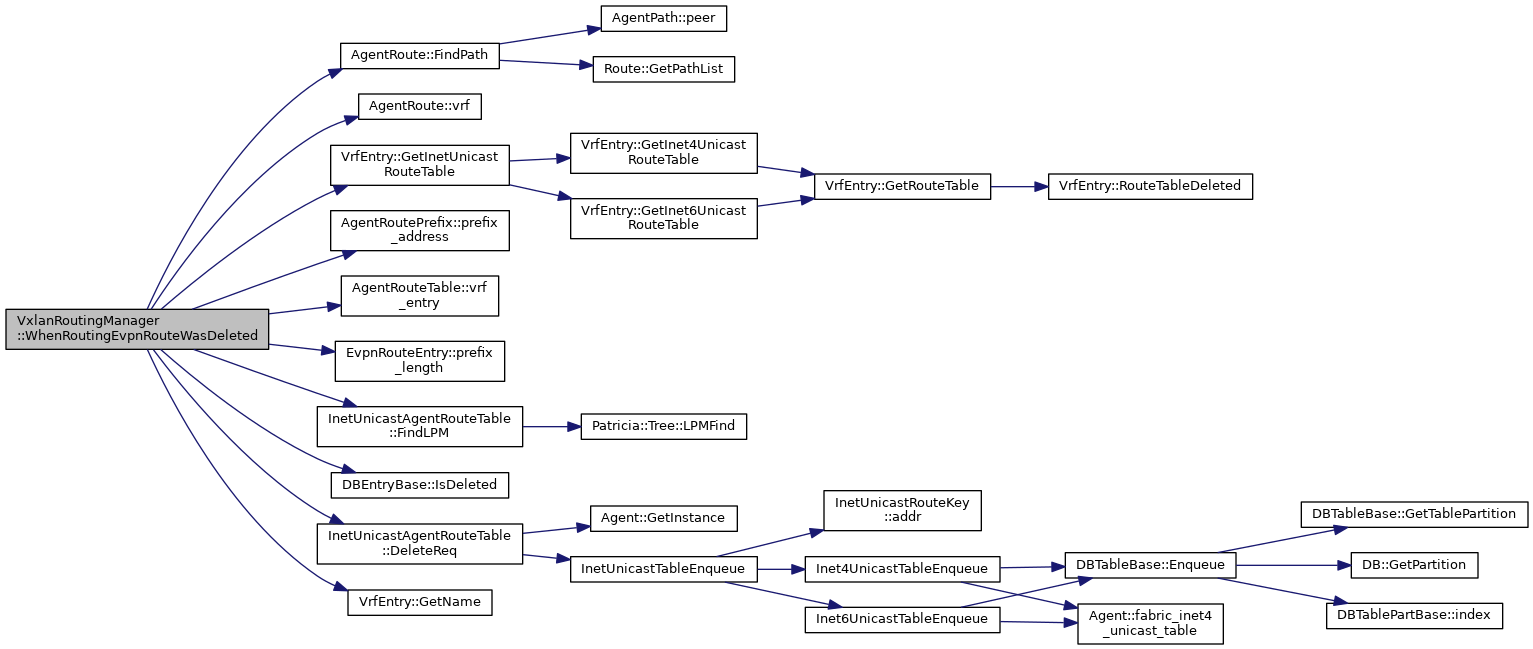 AgentPath::peer
AgentRoute::FindPath
Route::GetPathList
AgentRoute::vrf
VrfEntry::GetInetUnicast
RouteTable
VrfEntry::GetInet4Unicast
RouteTable
VrfEntry::GetRouteTable
VrfEntry::RouteTableDeleted
VrfEntry::GetInet6Unicast
RouteTable
AgentRoutePrefix::prefix
_address
AgentRouteTable::vrf
_entry
VxlanRoutingManager
::WhenRoutingEvpnRouteWasDeleted
EvpnRouteEntry::prefix
_length
InetUnicastAgentRouteTable
::FindLPM
Patricia::Tree::LPMFind
DBEntryBase::IsDeleted
InetUnicastAgentRouteTable
::DeleteReq
Agent::GetInstance
InetUnicastTableEnqueue
InetUnicastRouteKey
::addr
Inet4UnicastTableEnqueue
Inet6UnicastTableEnqueue
DBTableBase::Enqueue
Agent::fabric_inet4
_unicast_table
DBTableBase::GetTablePartition
DB::GetPartition
DBTablePartBase::index
VrfEntry::GetName